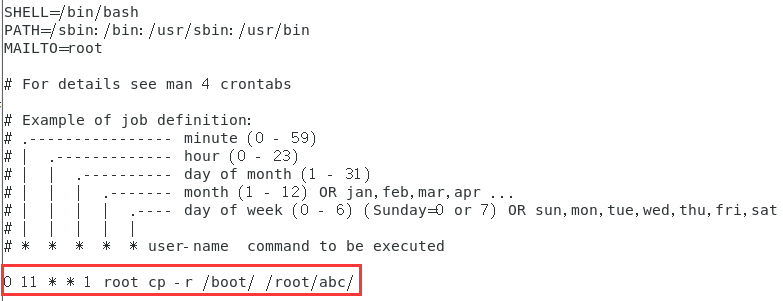 SHELL=/bin/bash
PATH=/sbin:/bin:/usr/sbin:/usr/bin
MAILTO=root
# For details see man 4 crontabs
# Example of job definition:
# .---------------- minute (0 - 59)
# | .------------- hour (0 - 23)
# | | .---------- day of month (1 - 31)
# | | | .------- month (1 - 12) OR jan,feb,mar,apr ...
# | | | | .---- day of week (0 - 6) (Sunday=0 or 7) OR sun,mon,tue,wed,thu,fri,sat
# | | | | |
# * * * * * user-name command to be executed
0 11 * * 1 root cp -r /boot/ /root/abc/